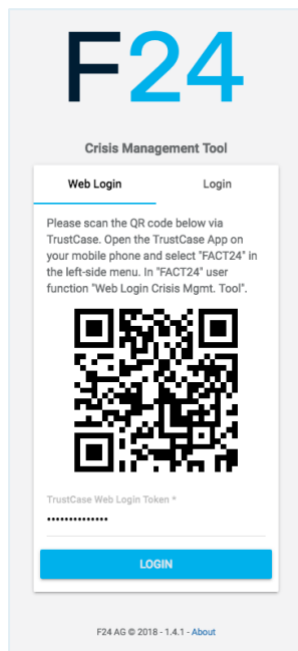 F24
Crisis Management Tool
Web Login Login
Please scan the QR code below via
TrustCase. Open the TrustCase App on
your mobile phone and select "FACT24" in
the left-side menu. In "FACT24" user
function "Web Login Crisis Mgmt. Tool".
TrustCase Web Login Token *
••••••••••••••
LOGIN
F24 AG © 2018 - 1.4.1 - About